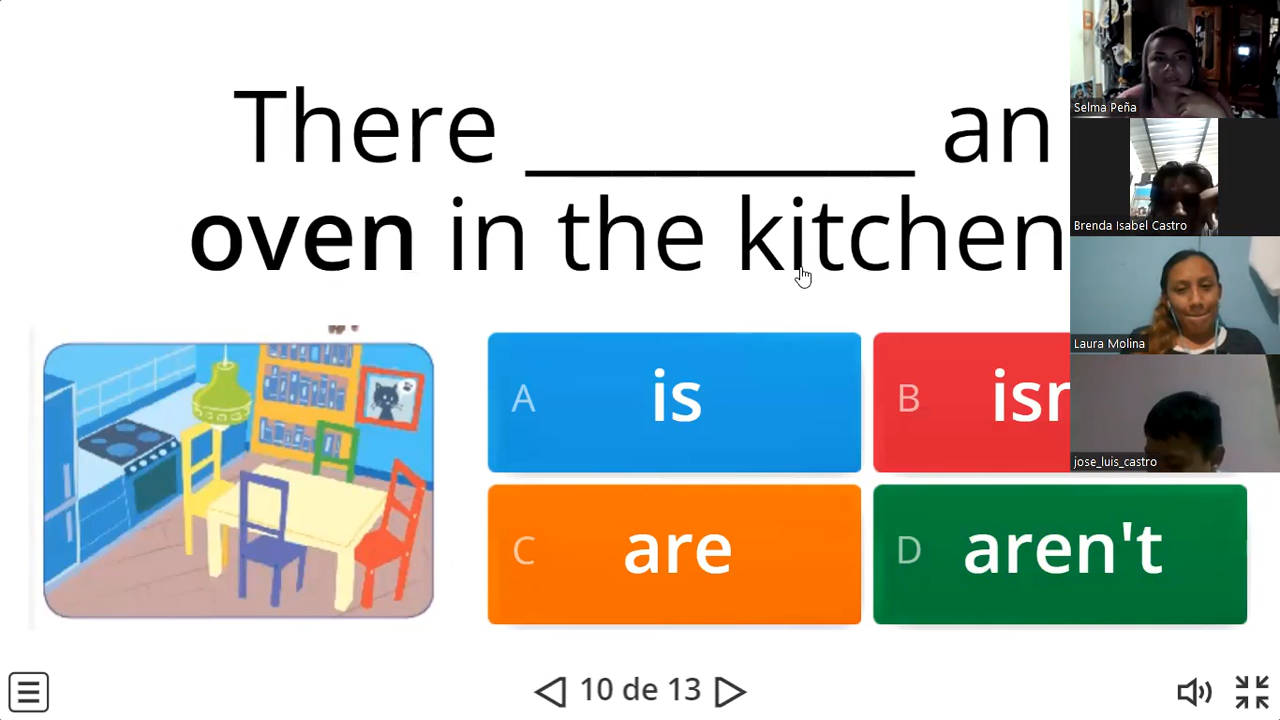 There __________ an
oven in the kitchen
A is
B
C are
D aren't
10 de 13
Selma Peña
Brenda Isabel Castro
Laura Molina
jose_luis_castro